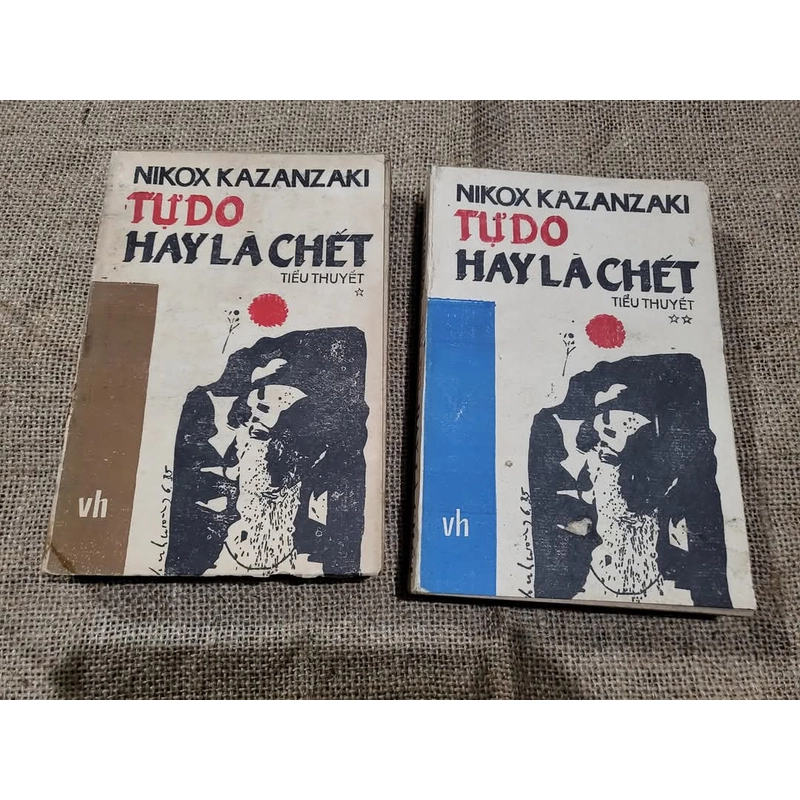 NIKOX KAZANZAKI
TỰ DO
HAY LÀ CHẾT
TIỂU THUYẾT
☆
vh
NIKOX KAZANZAKI
TỰ DO
HAY LÀ CHẾT
TIỂU THUYẾT
☆☆
vh